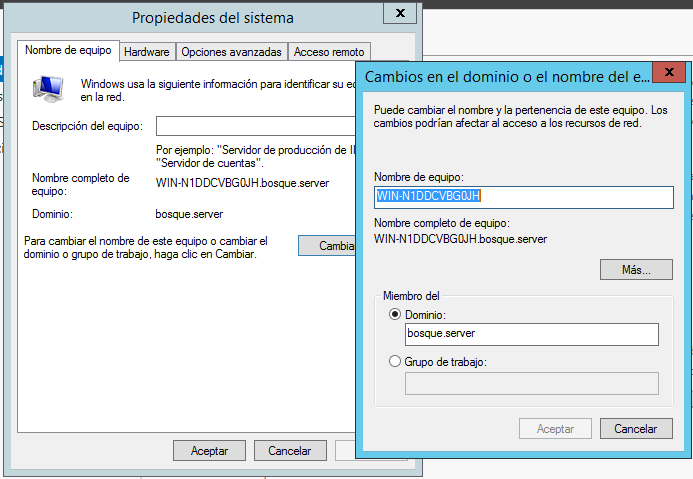 Propiedades del sistema
x
Nombre de equipo
Hardware
Opciones avanzadas
Acceso remoto
Windows usa la siguiente información para identificar su
en la red.
Descripción del equipo:
Por ejemplo: "Servidor de producción de
"Servidor de cuentas".
Nombre completo de
equipo:
WIN-N1DDCVBG0JH.bosque.server
Dominio:
bosque.server
Para cambiar el nombre de este equipo o cambiar el
dominio o grupo de trabajo, haga clic en Cambiar.
Cambiar
Aceptar
Cancelar
Cambios en el dominio o el nombre del e...
x
Puede cambiar el nombre y la pertenencia de este equipo. Los
cambios podrían afectar al acceso a los recursos de red.
Nombre de equipo:
WIN-N1DDCVBG0JH
Nombre completo de equipo:
WIN-N1DDCVBG0JH.bosque.server
Más...
Miembro del
Dominio:
bosque.server
Grupo de trabajo:
Aceptar
Cancelar